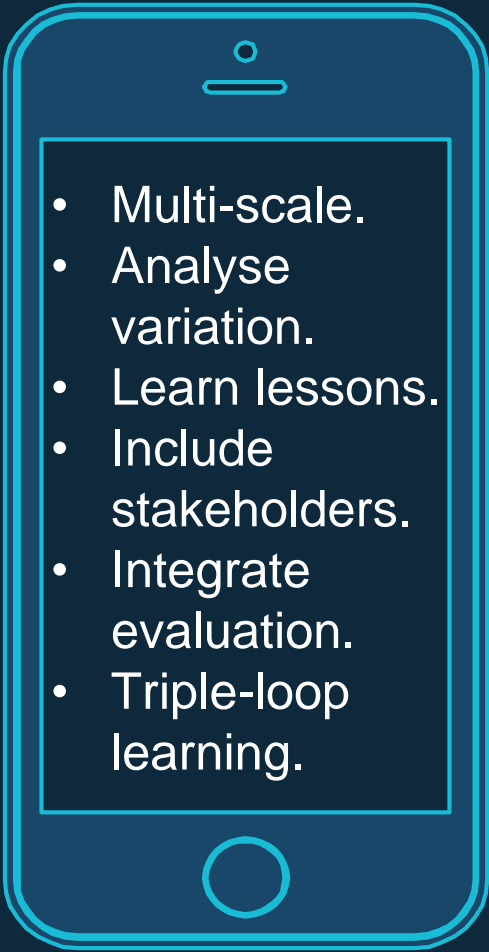 • Multi-scale.
• Analyse
variation.
• Learn lessons.
• Include
stakeholders.
• Integrate
evaluation.
• Triple-loop
learning.